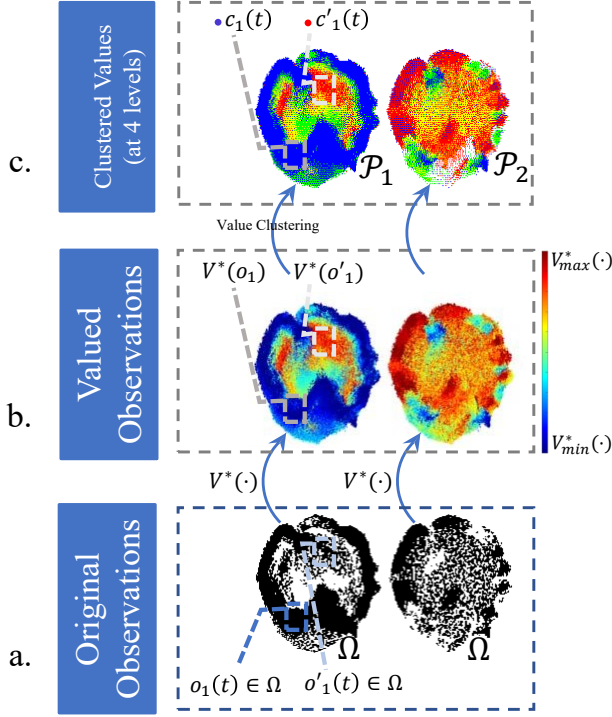 c.
Clustered Values
(at 4 levels)
c₁(t)
c'₁(t)
𝒫₁
𝒫₂
Value Clustering
b.
Valued
Observations
V*(o₁)
V*(o'₁)
V*ₘₐₓ(·)
V*ₘᵢₙ(·)
V*(·)
V*(·)
a.
Original
Observations
Ω
Ω
o₁(t) ∈ Ω
o'₁(t) ∈ Ω